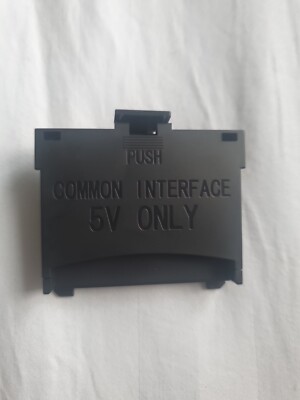 PUSH
COMMON INTERFACE
5V ONLY